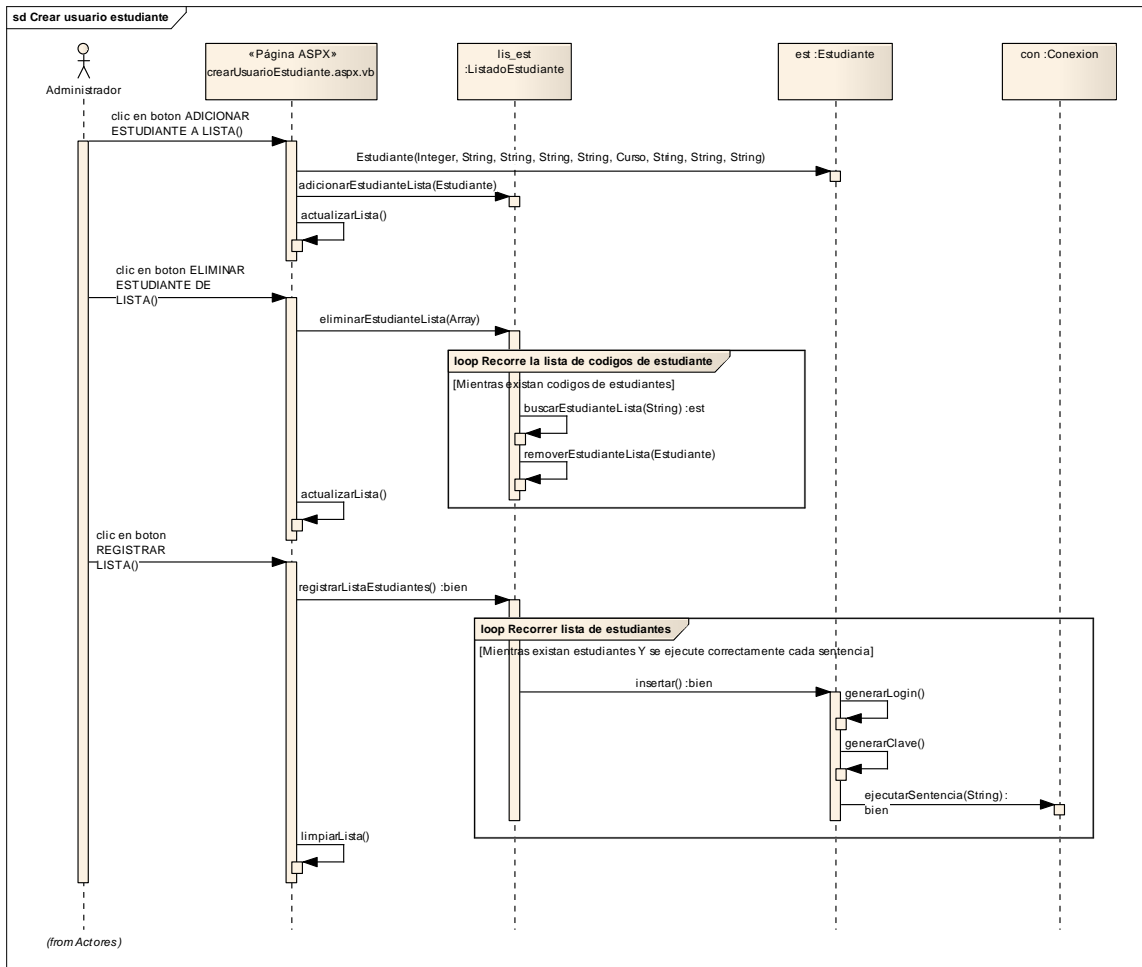 sd Crear usuario estudiante
Administrador
«Página ASPX»
crearUsuarioEstudiante.aspx.vb
lis_est
:ListadoEstudiante
est :Estudiante
con :Conexion
clic en boton ADICIONAR
ESTUDIANTE A LISTA()
Estudiante(Integer, String, String, String, String, Curso, String, String, String)
adicionarEstudianteLista(Estudiante)
actualizarLista()
clic en boton ELIMINAR
ESTUDIANTE DE
LISTA()
eliminarEstudianteLista(Array)
loop Recorre la lista de codigos de estudiante
[Mientras existan codigos de estudiantes]
buscarEstudianteLista(String) :est
removerEstudianteLista(Estudiante)
actualizarLista()
clic en boton
REGISTRAR
LISTA()
registrarListaEstudiantes() :bien
loop Recorrer lista de estudiantes
[Mientras existan estudiantes Y se ejecute correctamente cada sentencia]
insertar() :bien
generarLogin()
generarClave()
ejecutarSentencia(String) :
bien
limpiarLista()
(from Actores)